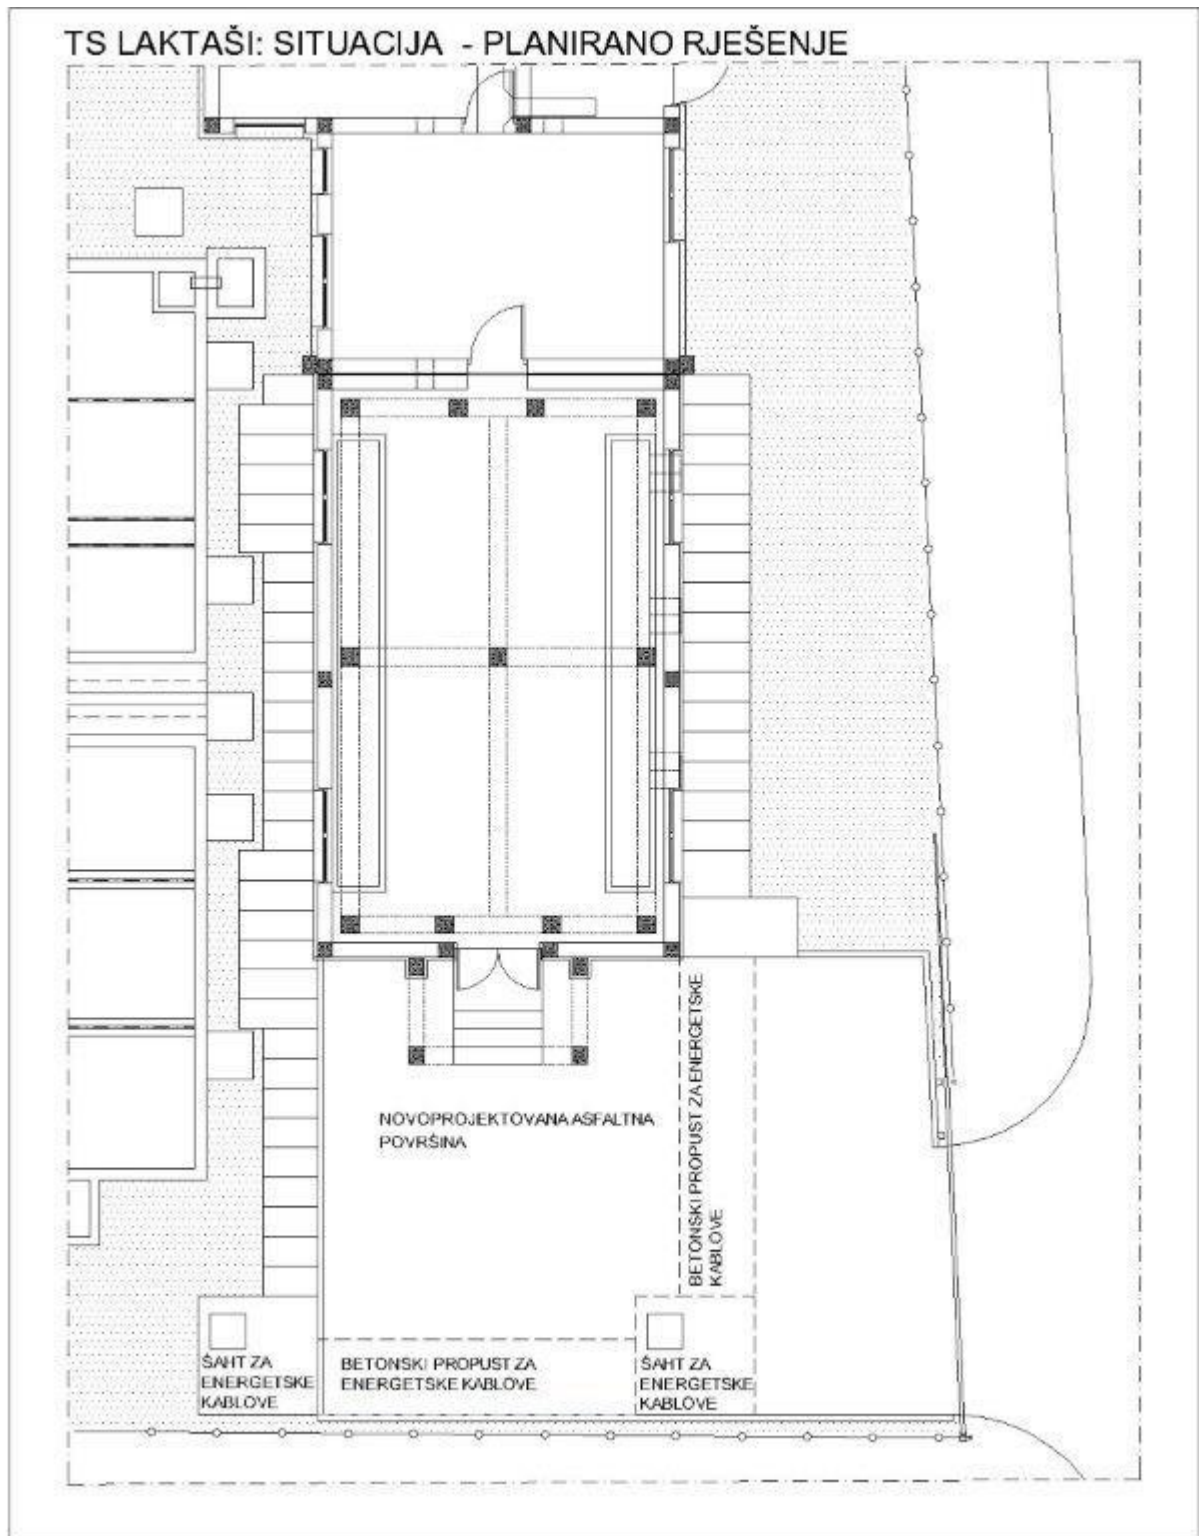 TS LAKTAŠI: SITUACIJA - PLANIRANO RJEŠENJE
NOVOPROJEKTOVANA ASFALTNA
POVRŠINA
BETONSKI PROPUST ZA ENERGETSKE
KABLOVE
ŠAHT ZA
ENERGETSKE
KABLOVE
BETONSKI PROPUST ZA
ENERGETSKE KABLOVE
ŠAHT ZA
ENERGETSKE
KABLOVE